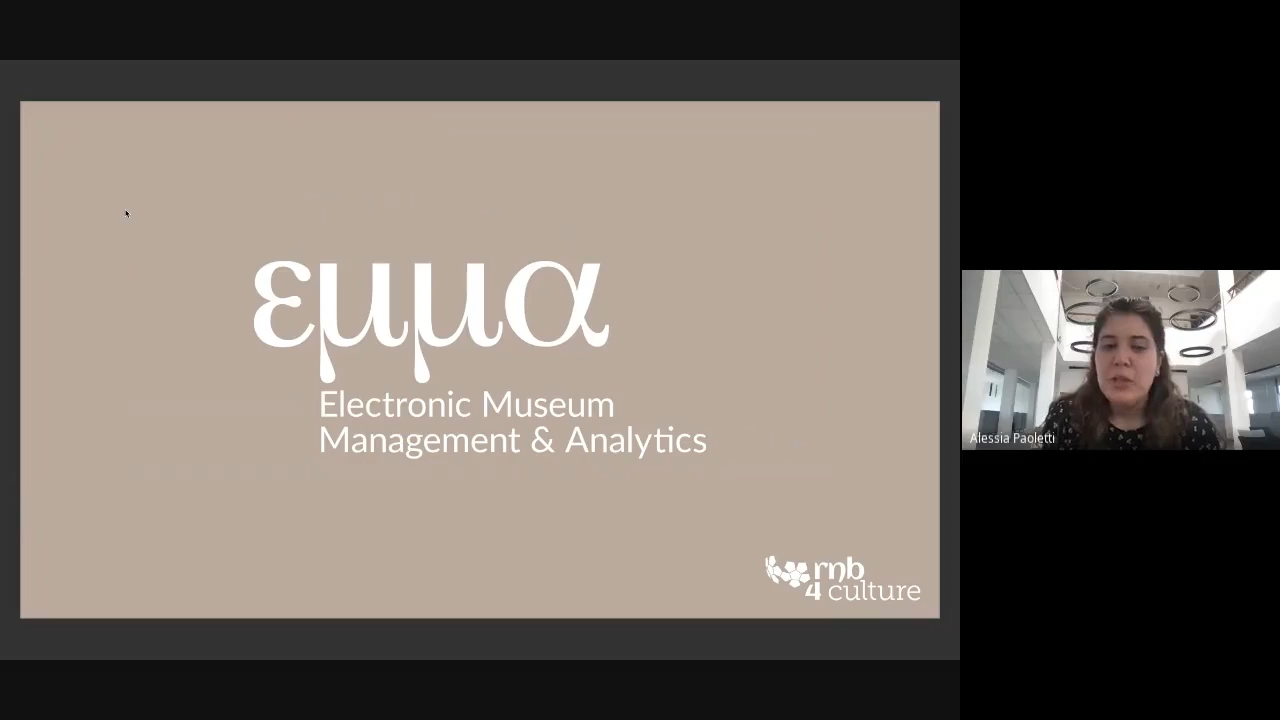 εμμα
Electronic Museum
Management & Analytics
rnb
4 culture
Alessia Paoletti